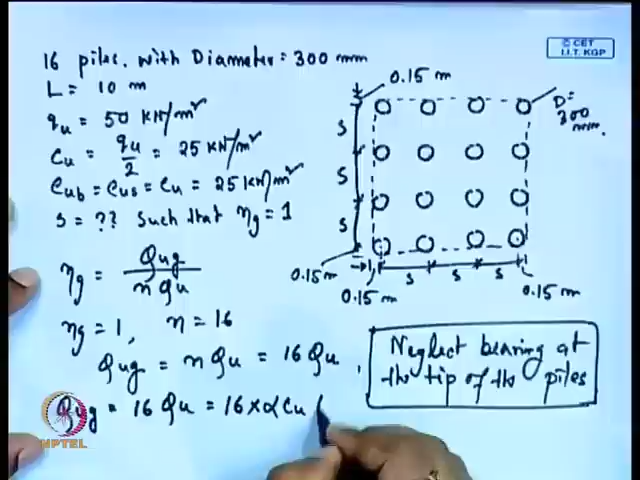 © CET
I.I.T. KGP
16 piles. with Diameter = 300 mm
L = 10 m
qu = 50 KN/m²
Cu = qu/2 = 25 KN/m²
Cub = Cus = Cu = 25 KN/m²
S = ?? Such that ηg = 1
ηg = Qug / nQu
ηg = 1, n = 16
Qug = nQu = 16Qu,
Qug = 16 Qu = 16×αCu (
0.15 m
D = 300 mm.
S
S
S
0.15 m
0.15 m
S
S
S
0.15 m
Neglect bearing at
the tip of the piles
NPTEL